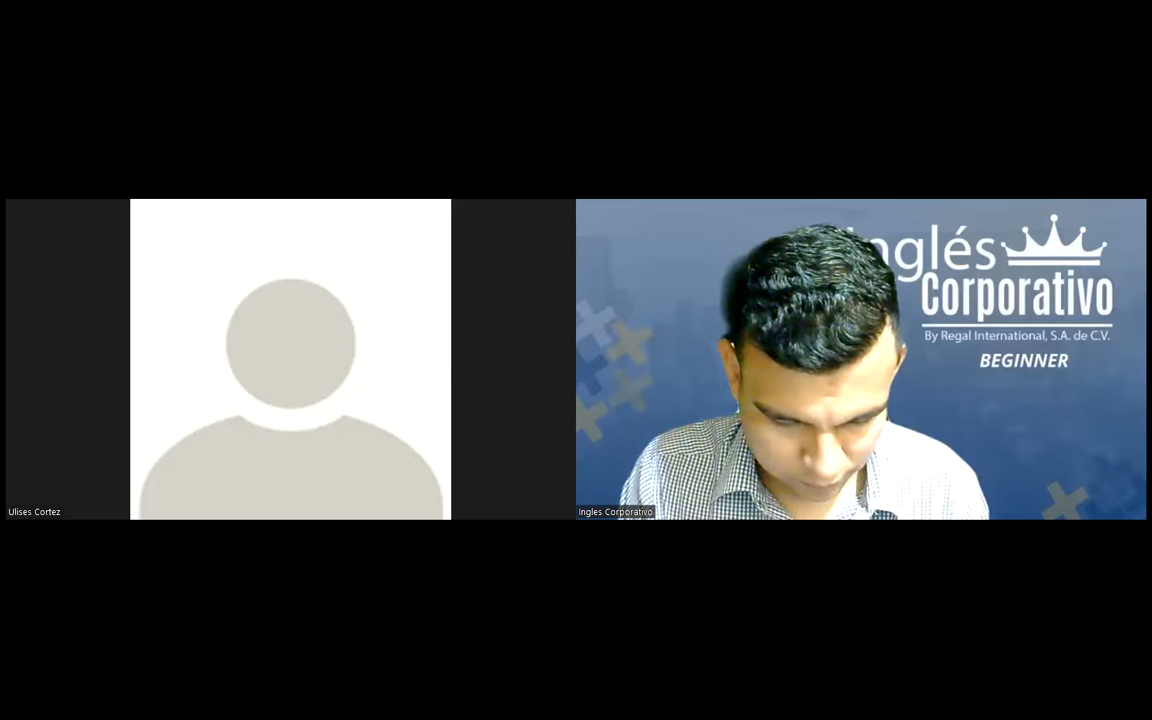 Inglés
Corporativo
By Regal International, S.A. de C.V.
BEGINNER
Ulises Cortez
Ingles Corporativo